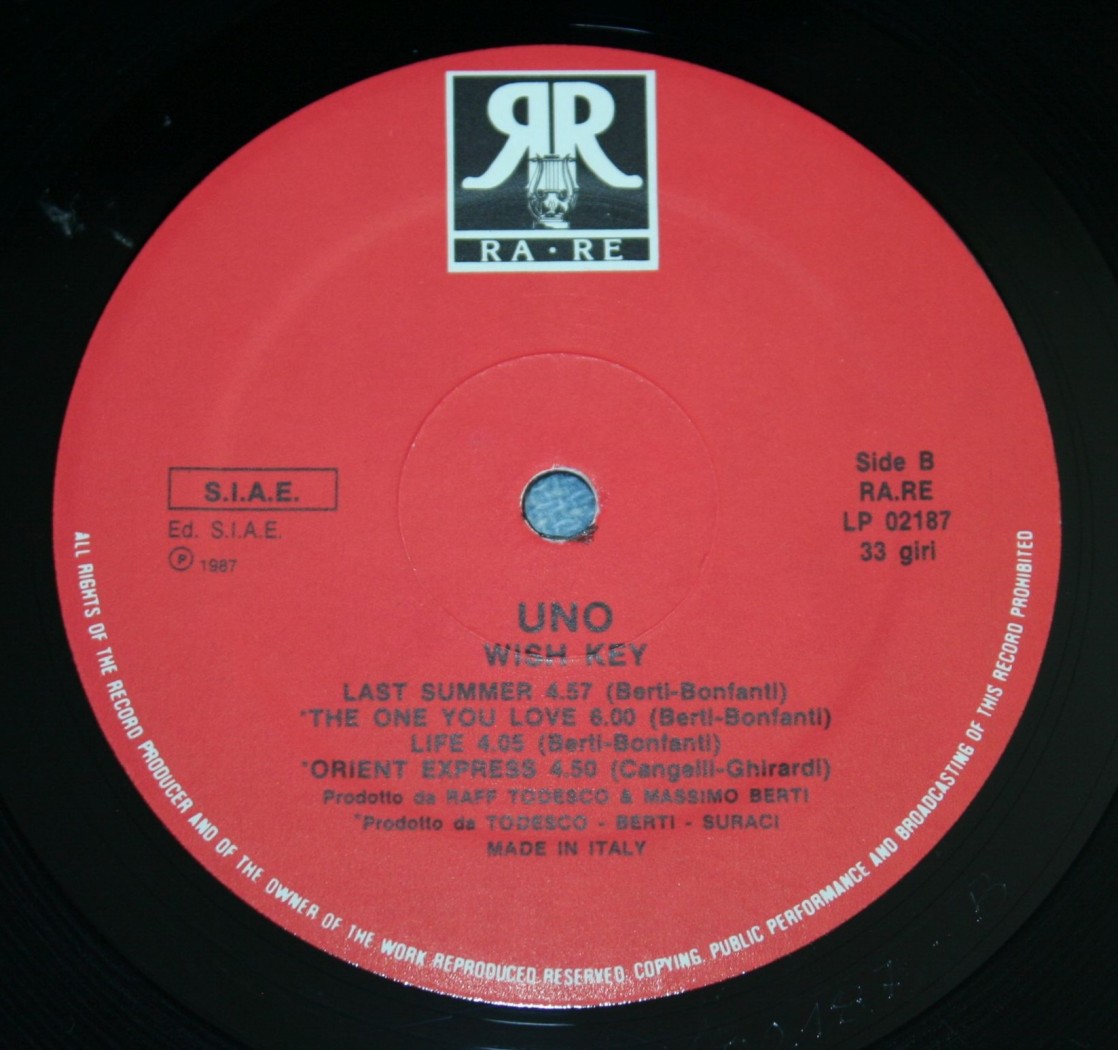 RR
RA · RE
S.I.A.E.
Ed. S.I.A.E.
℗ 1987
Side B
RA.RE
LP 02187
33 giri
UNO
WISH KEY
LAST SUMMER 4.57 (Berti-Bonfanti)
*THE ONE YOU LOVE 6.00 (Berti-Bonfanti)
LIFE 4.05 (Berti-Bonfanti)
*ORIENT EXPRESS 4.50 (Cangelli-Ghirardi)
Prodotto da RAFF TODESCO & MASSIMO BERTI
*Prodotto da TODESCO - BERTI - SURACI
MADE IN ITALY
ALL RIGHTS OF THE RECORD PRODUCER AND OF THE OWNER OF THE WORK REPRODUCED RESERVED. COPYING, PUBLIC PERFORMANCE AND BROADCASTING OF THIS RECORD PROHIBITED